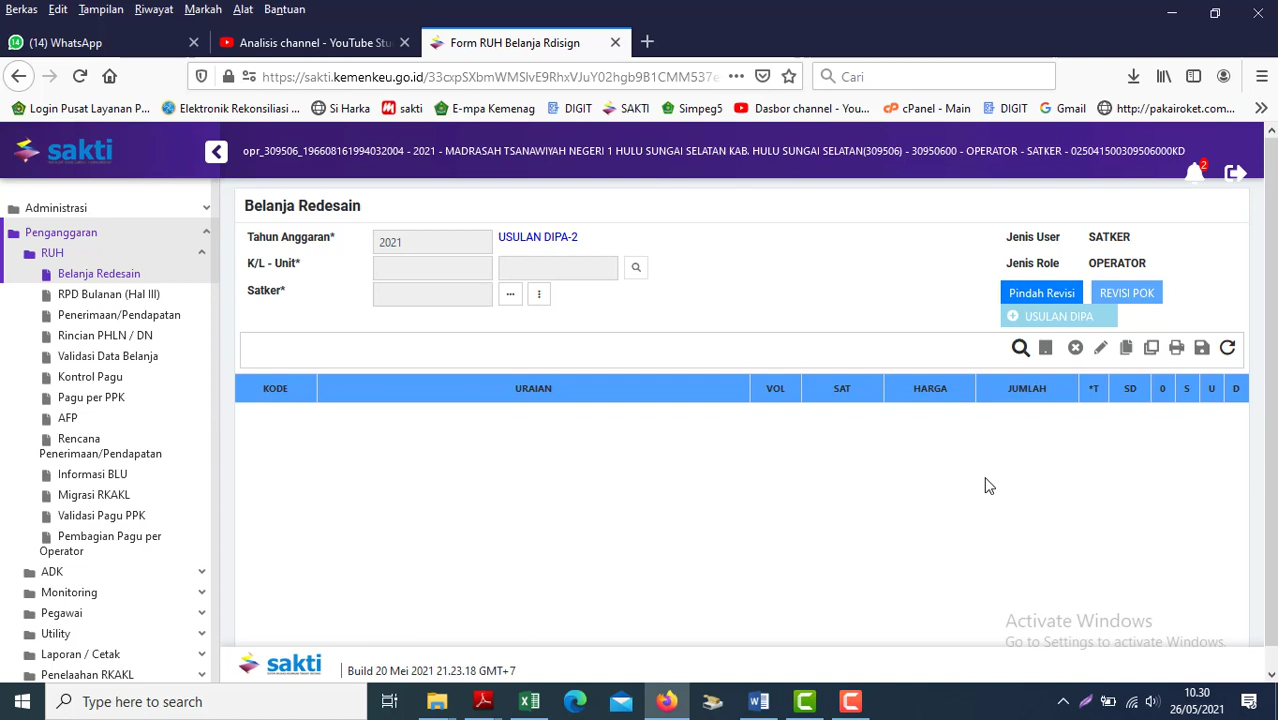 Berkas Edit Tampilan Riwayat Markah Alat Bantuan
(14) WhatsApp
Analisis channel - YouTube Stu
Form RUH Belanja Rdisign
https://sakti.kemenkeu.go.id/33cxpSXbmWMSlvE9RhxVJuY02hgb9B1CMM537e
Cari
Login Pusat Layanan P...
Elektronik Rekonsiliasi ...
Si Harka
sakti
E-mpa Kemenag
DIGIT
SAKTI
Simpeg5
Dasbor channel - You...
cPanel - Main
DIGIT
Gmail
http://pakairoket.com...
sakti
opr_309506_196608161994032004 - 2021 - MADRASAH TSANAWIYAH NEGERI 1 HULU SUNGAI SELATAN KAB. HULU SUNGAI SELATAN(309506) - 30950600 - OPERATOR - SATKER - 025041500309506000KD
2
Administrasi
Penganggaran
RUH
Belanja Redesain
RPD Bulanan (Hal III)
Penerimaan/Pendapatan
Rincian PHLN / DN
Validasi Data Belanja
Kontrol Pagu
Pagu per PPK
AFP
Rencana
Penerimaan/Pendapatan
Informasi BLU
Migrasi RKAKL
Validasi Pagu PPK
Pembagian Pagu per
Operator
ADK
Monitoring
Pegawai
Utility
Laporan / Cetak
Penelaahan RKAKL
Belanja Redesain
Tahun Anggaran* 2021 USULAN DIPA-2
K/L - Unit*
Satker*
Jenis User SATKER
Jenis Role OPERATOR
Pindah Revisi REVISI POK
USULAN DIPA
KODE URAIAN VOL SAT HARGA JUMLAH *T SD 0 S U D
Activate Windows
Go to Settings to activate Windows.
sakti
Build 20 Mei 2021 21.23.18 GMT+7
Type here to search
10.30
26/05/2021